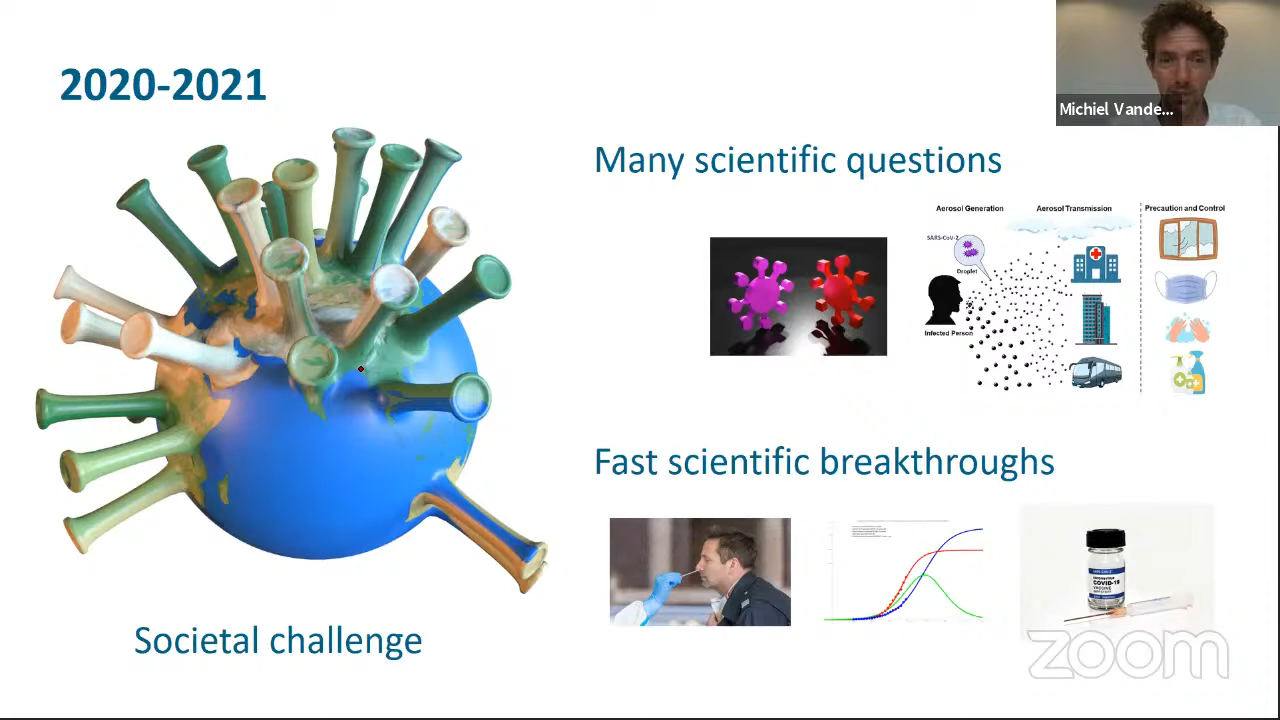 2020-2021
Michiel Vande...
Many scientific questions
Aerosol Generation
Aerosol Transmission
Precaution and Control
SARS-CoV-2
Droplet
Infected Person
Fast scientific breakthroughs
COVID-19
VACCINE
Societal challenge
zoom